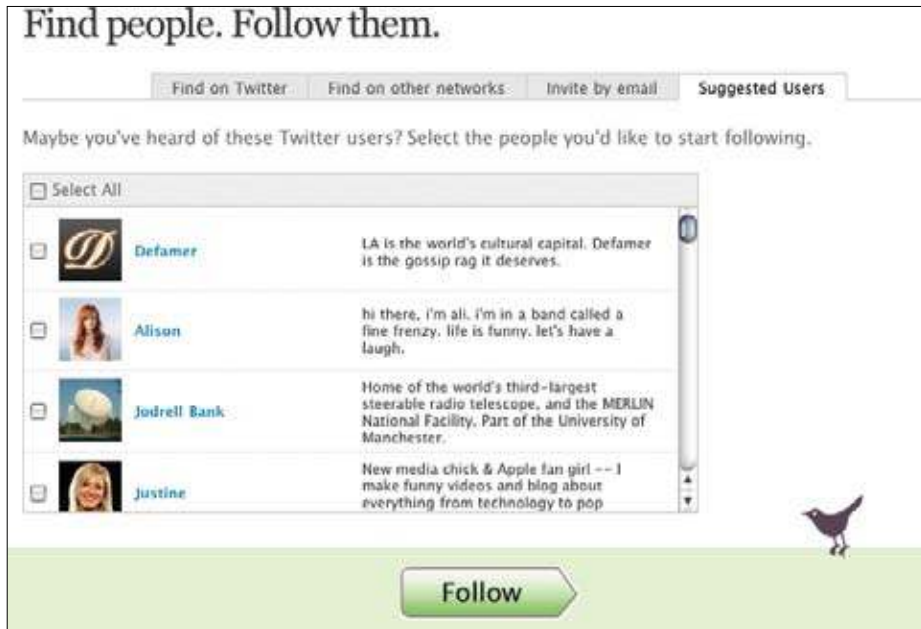 Find people. Follow them.
Find on Twitter Find on other networks Invite by email Suggested Users
Maybe you've heard of these Twitter users? Select the people you'd like to start following.
Select All
Defamer
LA is the world's cultural capital. Defamer
is the gossip rag it deserves.
Alison
hi there, i'm ali. i'm in a band called a
fine frenzy. life is funny. let's have a
laugh.
Jodrell Bank
Home of the world's third-largest
steerable radio telescope, and the MERLIN
National Facility. Part of the University of
Manchester.
Justine
New media chick & Apple fan girl -- I
make funny videos and blog about
everything from technology to pop
Follow